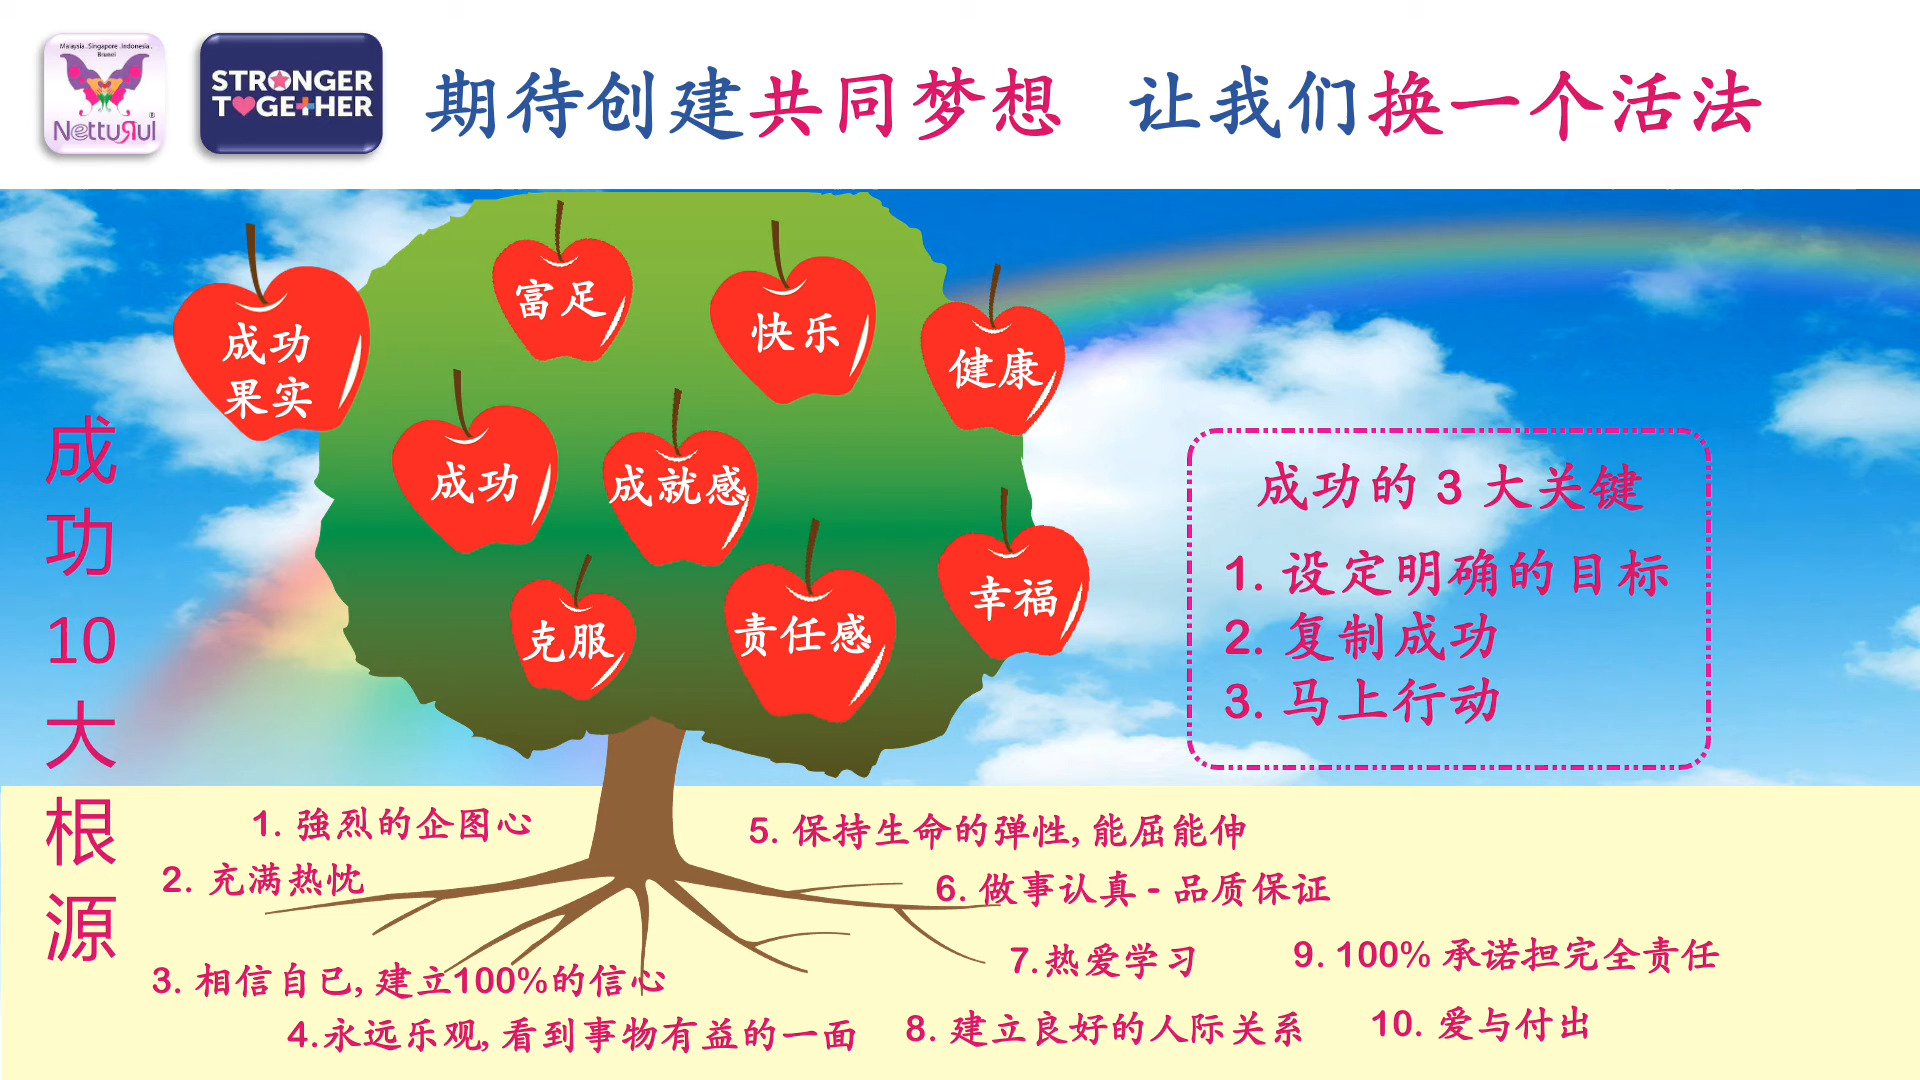 Malaysia . Singapore . Indonesia .
Brunei
NettuЯul
®
STRONGER
TOGETHER
期待创建共同梦想 让我们换一个活法
成功
果实
富足
快乐
健康
成功
成就感
克服
责任感
幸福
成
功
10
大
根
源
成功的 3 大关键
1. 设定明确的目标
2. 复制成功
3. 马上行动
1. 強烈的企图心
2. 充满热忱
3. 相信自已, 建立100%的信心
4.永远乐观, 看到事物有益的一面
5. 保持生命的弹性, 能屈能伸
6. 做事认真 - 品质保证
7.热爱学习
8. 建立良好的人际关系
9. 100% 承诺担完全责任
10. 爱与付出